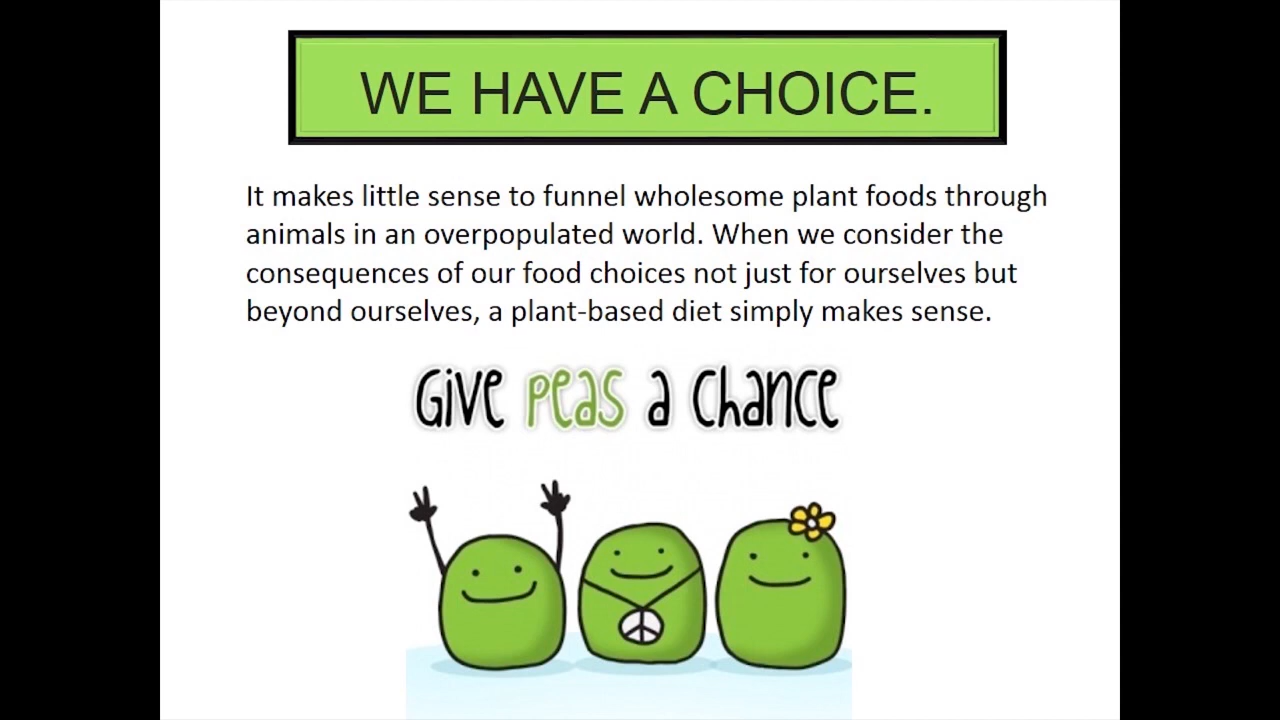 WE HAVE A CHOICE.
It makes little sense to funnel wholesome plant foods through
animals in an overpopulated world. When we consider the
consequences of our food choices not just for ourselves but
beyond ourselves, a plant-based diet simply makes sense.
Give peas a chance